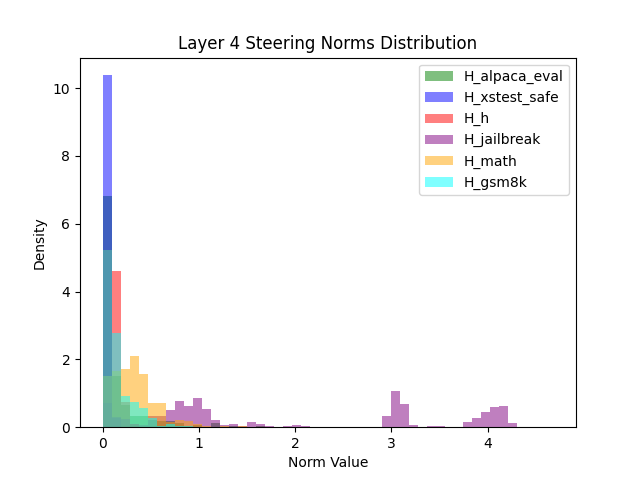 Layer 4 Steering Norms Distribution
10
8
6
4
2
0
Density
H_alpaca_eval
H_xstest_safe
H_h
H_jailbreak
H_math
H_gsm8k
0 1 2 3 4
Norm Value